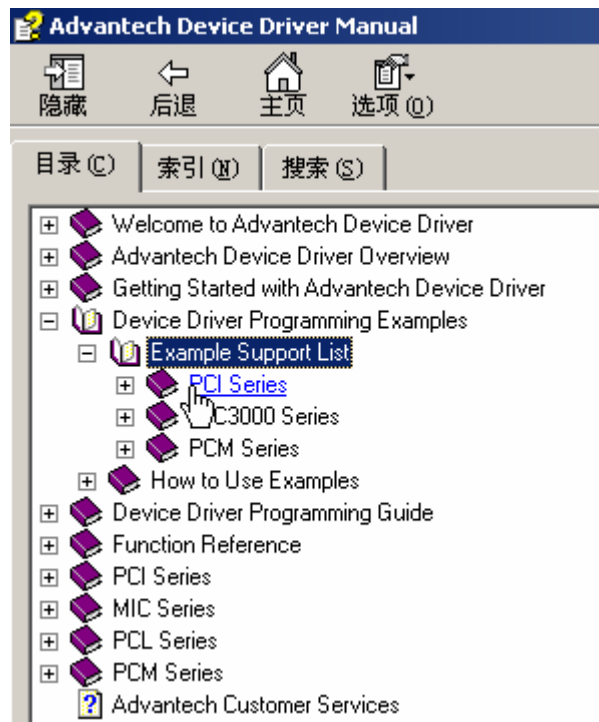 Advantech Device Driver Manual
隐藏 后退 主页 选项(O)
目录(C) 索引(N) 搜索(S)
Welcome to Advantech Device Driver
Advantech Device Driver Overview
Getting Started with Advantech Device Driver
Device Driver Programming Examples
Example Support List
PCI Series
C3000 Series
PCM Series
How to Use Examples
Device Driver Programming Guide
Function Reference
PCI Series
MIC Series
PCL Series
PCM Series
Advantech Customer Services